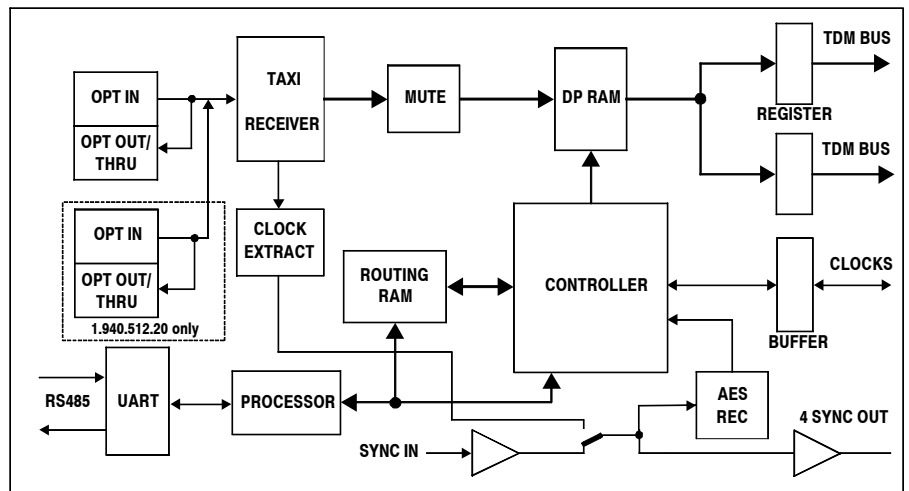 OPT IN
OPT OUT/
THRU
TAXI
RECEIVER
MUTE
DP RAM
REGISTER
TDM BUS
TDM BUS
OPT IN
OPT OUT/
THRU
1.940.512.20 only
CLOCK
EXTRACT
ROUTING
RAM
CONTROLLER
CLOCKS
BUFFER
RS485
UART
PROCESSOR
AES
REC
SYNC IN
4 SYNC OUT